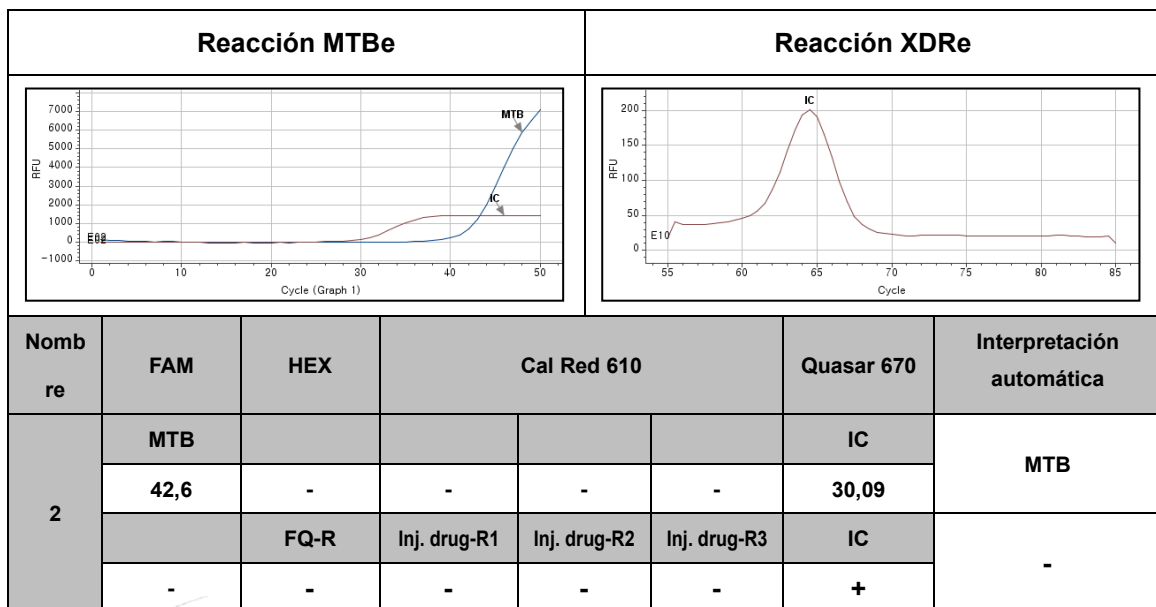 Reacción MTBe
Reacción XDRe
7000
6000
5000
4000
3000
2000
1000
0
-1000
RFU
MTB
IC
E02
0 10 20 30 40 50
Cycle (Graph 1)
200
150
100
50
0
RFU
IC
E10
55 60 65 70 75 80 85
Cycle
Nomb
re
FAM
HEX
Cal Red 610
Quasar 670
Interpretación
automática
2
MTB
IC
MTB
42,6 - - - - 30,09
FQ-R Inj. drug-R1 Inj. drug-R2 Inj. drug-R3 IC
-
- - - - - +